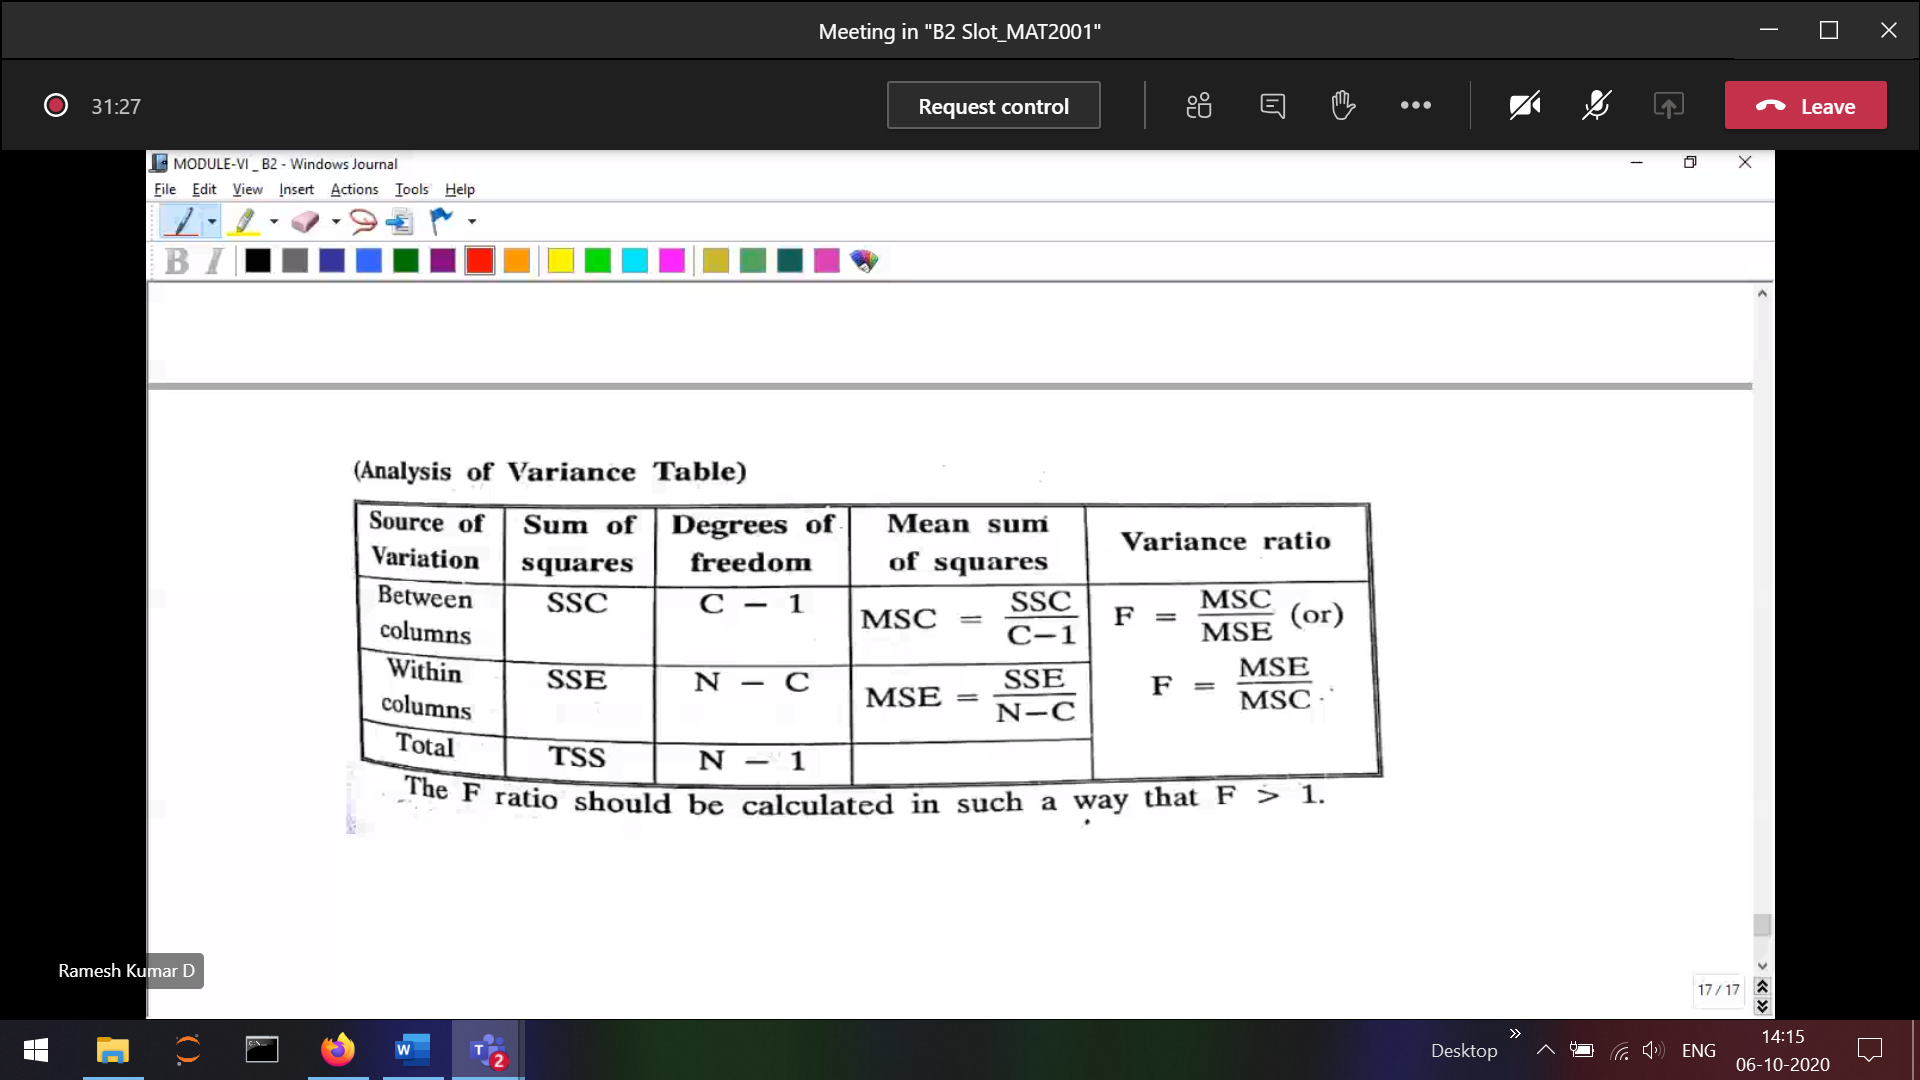 Meeting in "B2 Slot_MAT2001"
31:27
Request control
Leave
MODULE-VI _ B2 - Windows Journal
File Edit View Insert Actions Tools Help
B I
(Analysis of Variance Table)
Source of Variation | Sum of squares | Degrees of freedom | Mean sum of squares | Variance ratio
Between columns | SSC | C − 1 | MSC = SSC / C−1 | F = MSC / MSE (or)
Within columns | SSE | N − C | MSE = SSE / N−C | F = MSE / MSC
Total | TSS | N − 1
The F ratio should be calculated in such a way that F > 1.
Ramesh Kumar D
17 / 17
W
T 2
Desktop
ENG
14:15
06-10-2020